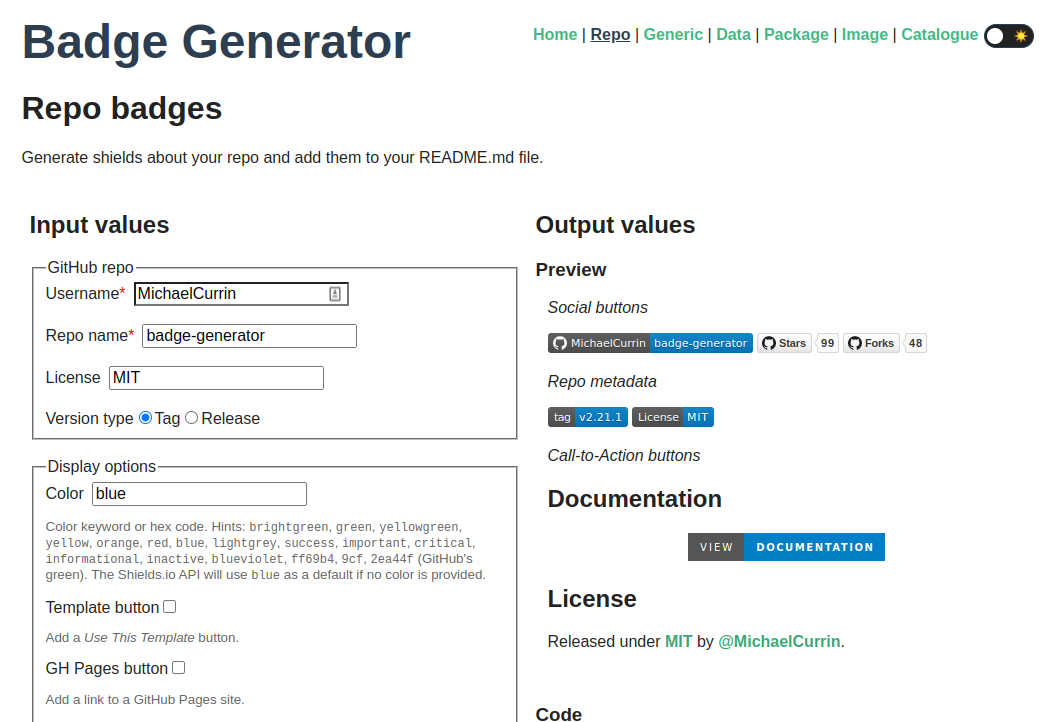 Badge Generator
Home | Repo | Generic | Data | Package | Image | Catalogue
Repo badges
Generate shields about your repo and add them to your README.md file.
Input values
GitHub repo
Username* MichaelCurrin
Repo name* badge-generator
License MIT
Version type Tag Release
Display options
Color blue
Color keyword or hex code. Hints: brightgreen, green, yellowgreen,
yellow, orange, red, blue, lightgrey, success, important, critical,
informational, inactive, blueviolet, ff69b4, 9cf, 2ea44f (GitHub's
green). The Shields.io API will use blue as a default if no color is provided.
Template button
Add a Use This Template button.
GH Pages button
Add a link to a GitHub Pages site.
Output values
Preview
Social buttons
MichaelCurrin badge-generator Stars 99 Forks 48
Repo metadata
tag v2.21.1 License MIT
Call-to-Action buttons
Documentation
VIEW DOCUMENTATION
License
Released under MIT by @MichaelCurrin.
Code